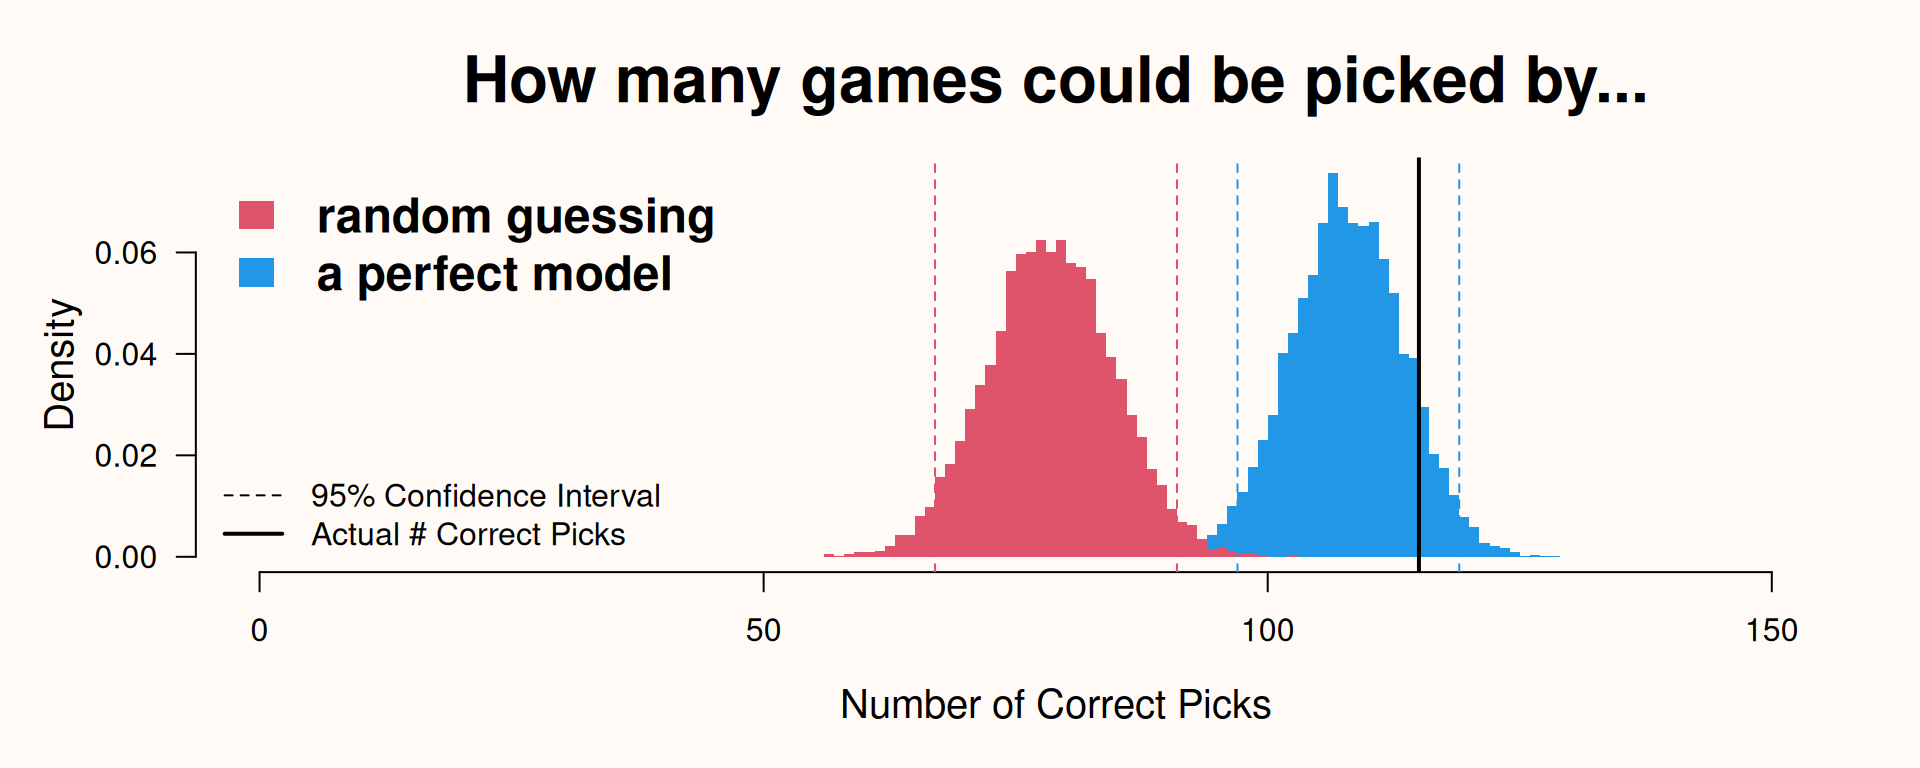 How many games could be picked by...
random guessing
a perfect model
0.06
0.04
0.02
0.00
Density
95% Confidence Interval
Actual # Correct Picks
0 50 100 150
Number of Correct Picks